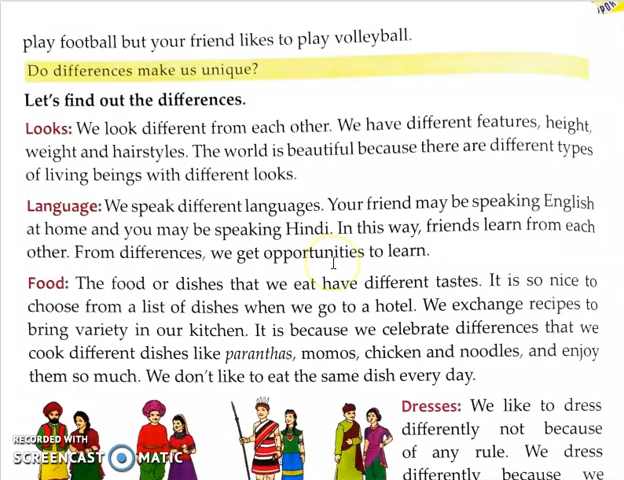 play football but your friend likes to play volleyball.
Do differences make us unique?
Let's find out the differences.
Looks: We look different from each other. We have different features, height,
weight and hairstyles. The world is beautiful because there are different types
of living beings with different looks.
Language: We speak different languages. Your friend may be speaking English
at home and you may be speaking Hindi. In this way, friends learn from each
other. From differences, we get opportunities to learn.
Food: The food or dishes that we eat have different tastes. It is so nice to
choose from a list of dishes when we go to a hotel. We exchange recipes to
bring variety in our kitchen. It is because we celebrate differences that we
cook different dishes like paranthas, momos, chicken and noodles, and enjoy
them so much. We don't like to eat the same dish every day.
Dresses: We like to dress
differently not because
of any rule. We dress
differently because we
RECORDED WITH
SCREENCAST MATIC